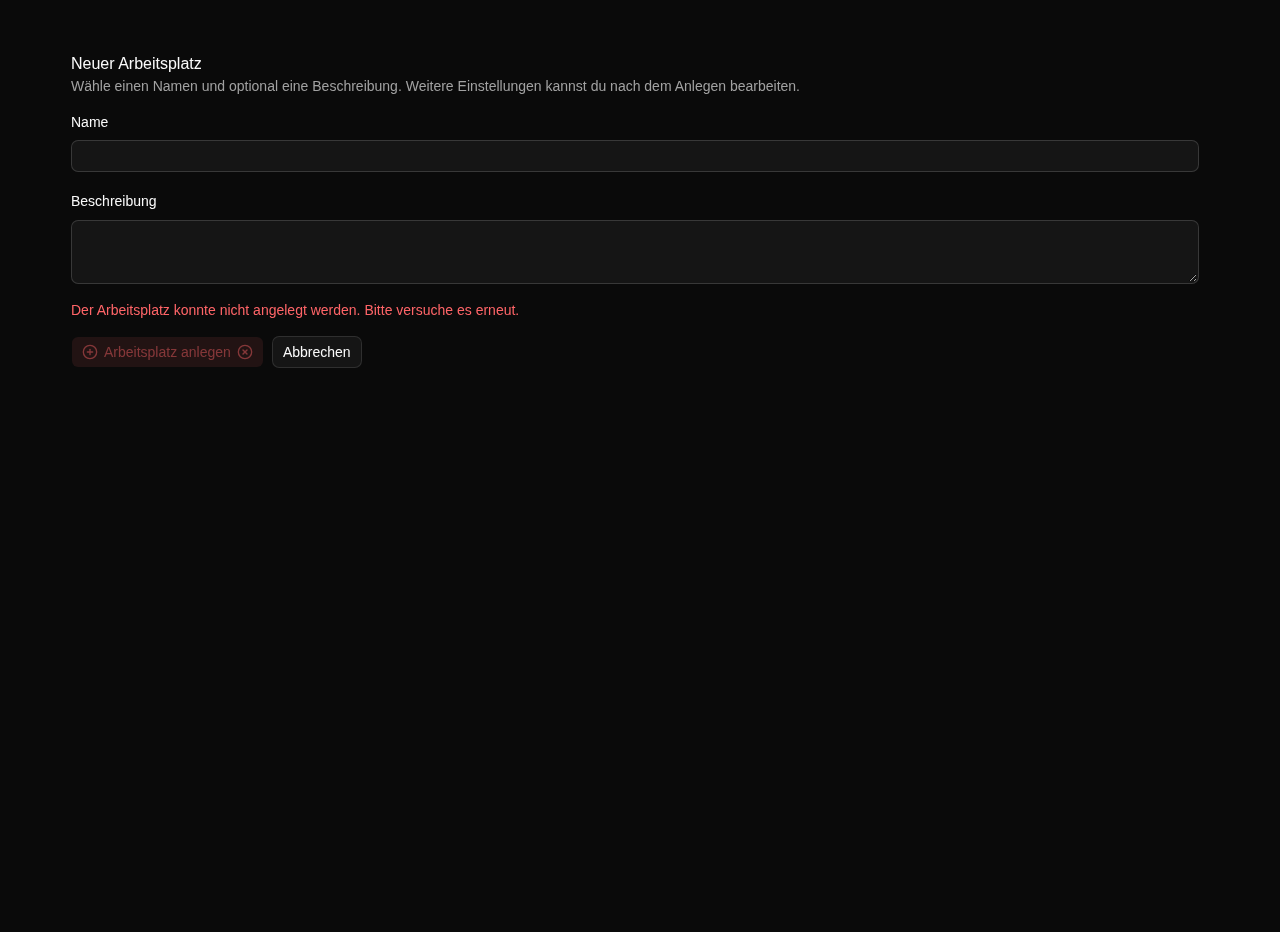 Neuer Arbeitsplatz
Wähle einen Namen und optional eine Beschreibung. Weitere Einstellungen kannst du nach dem Anlegen bearbeiten.
Name
Beschreibung
Der Arbeitsplatz konnte nicht angelegt werden. Bitte versuche es erneut.
Arbeitsplatz anlegen Abbrechen